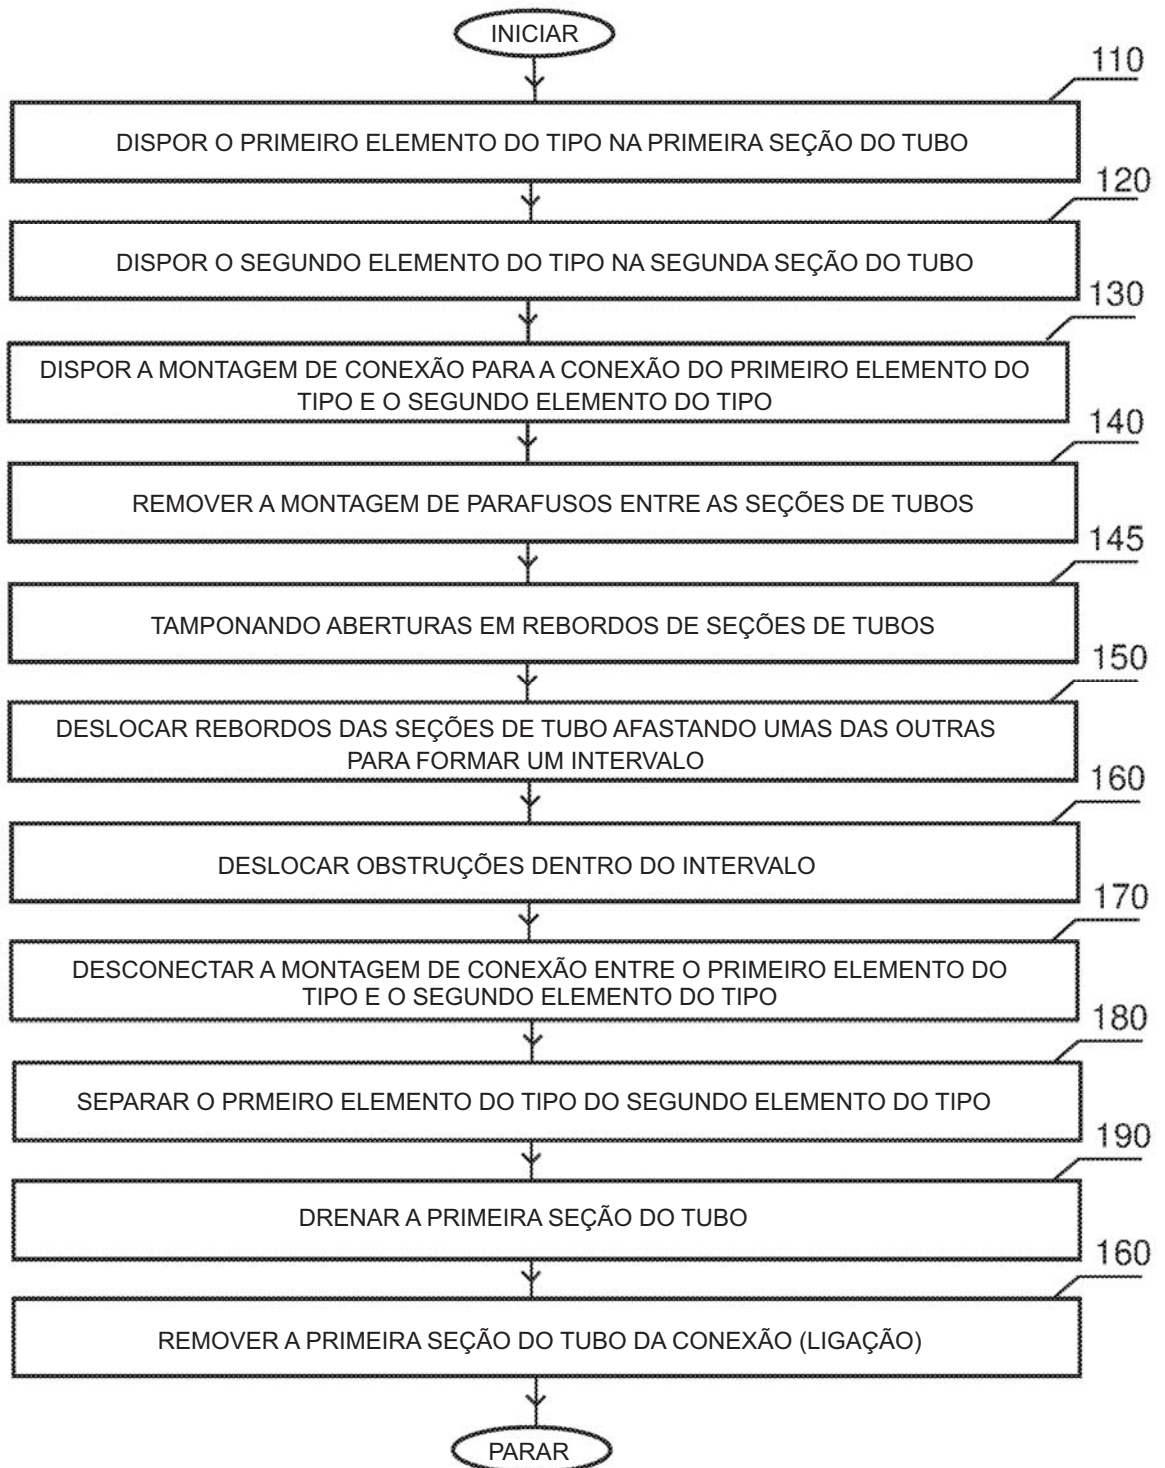 INICIAR
110
DISPOR O PRIMEIRO ELEMENTO DO TIPO NA PRIMEIRA SEÇÃO DO TUBO
120
DISPOR O SEGUNDO ELEMENTO DO TIPO NA SEGUNDA SEÇÃO DO TUBO
130
DISPOR A MONTAGEM DE CONEXÃO PARA A CONEXÃO DO PRIMEIRO ELEMENTO DO
TIPO E O SEGUNDO ELEMENTO DO TIPO
140
REMOVER A MONTAGEM DE PARAFUSOS ENTRE AS SEÇÕES DE TUBOS
145
TAMPONANDO ABERTURAS EM REBORDOS DE SEÇÕES DE TUBOS
150
DESLOCAR REBORDOS DAS SEÇÕES DE TUBO AFASTANDO UMAS DAS OUTRAS
PARA FORMAR UM INTERVALO
160
DESLOCAR OBSTRUÇÕES DENTRO DO INTERVALO
170
DESCONECTAR A MONTAGEM DE CONEXÃO ENTRE O PRIMEIRO ELEMENTO DO
TIPO E O SEGUNDO ELEMENTO DO TIPO
180
SEPARAR O PRMEIRO ELEMENTO DO TIPO DO SEGUNDO ELEMENTO DO TIPO
190
DRENAR A PRIMEIRA SEÇÃO DO TUBO
160
REMOVER A PRIMEIRA SEÇÃO DO TUBO DA CONEXÃO (LIGAÇÃO)
PARAR